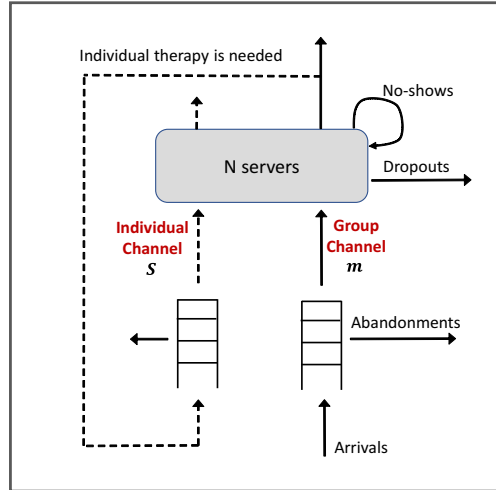 Individual therapy is needed
No-shows
N servers
Dropouts
Individual
Channel
S
Group
Channel
m
Abandonments
Arrivals